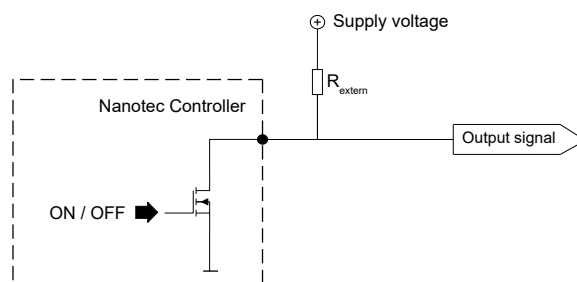 Supply voltage
R extern
Nanotec Controller
Output signal
ON / OFF